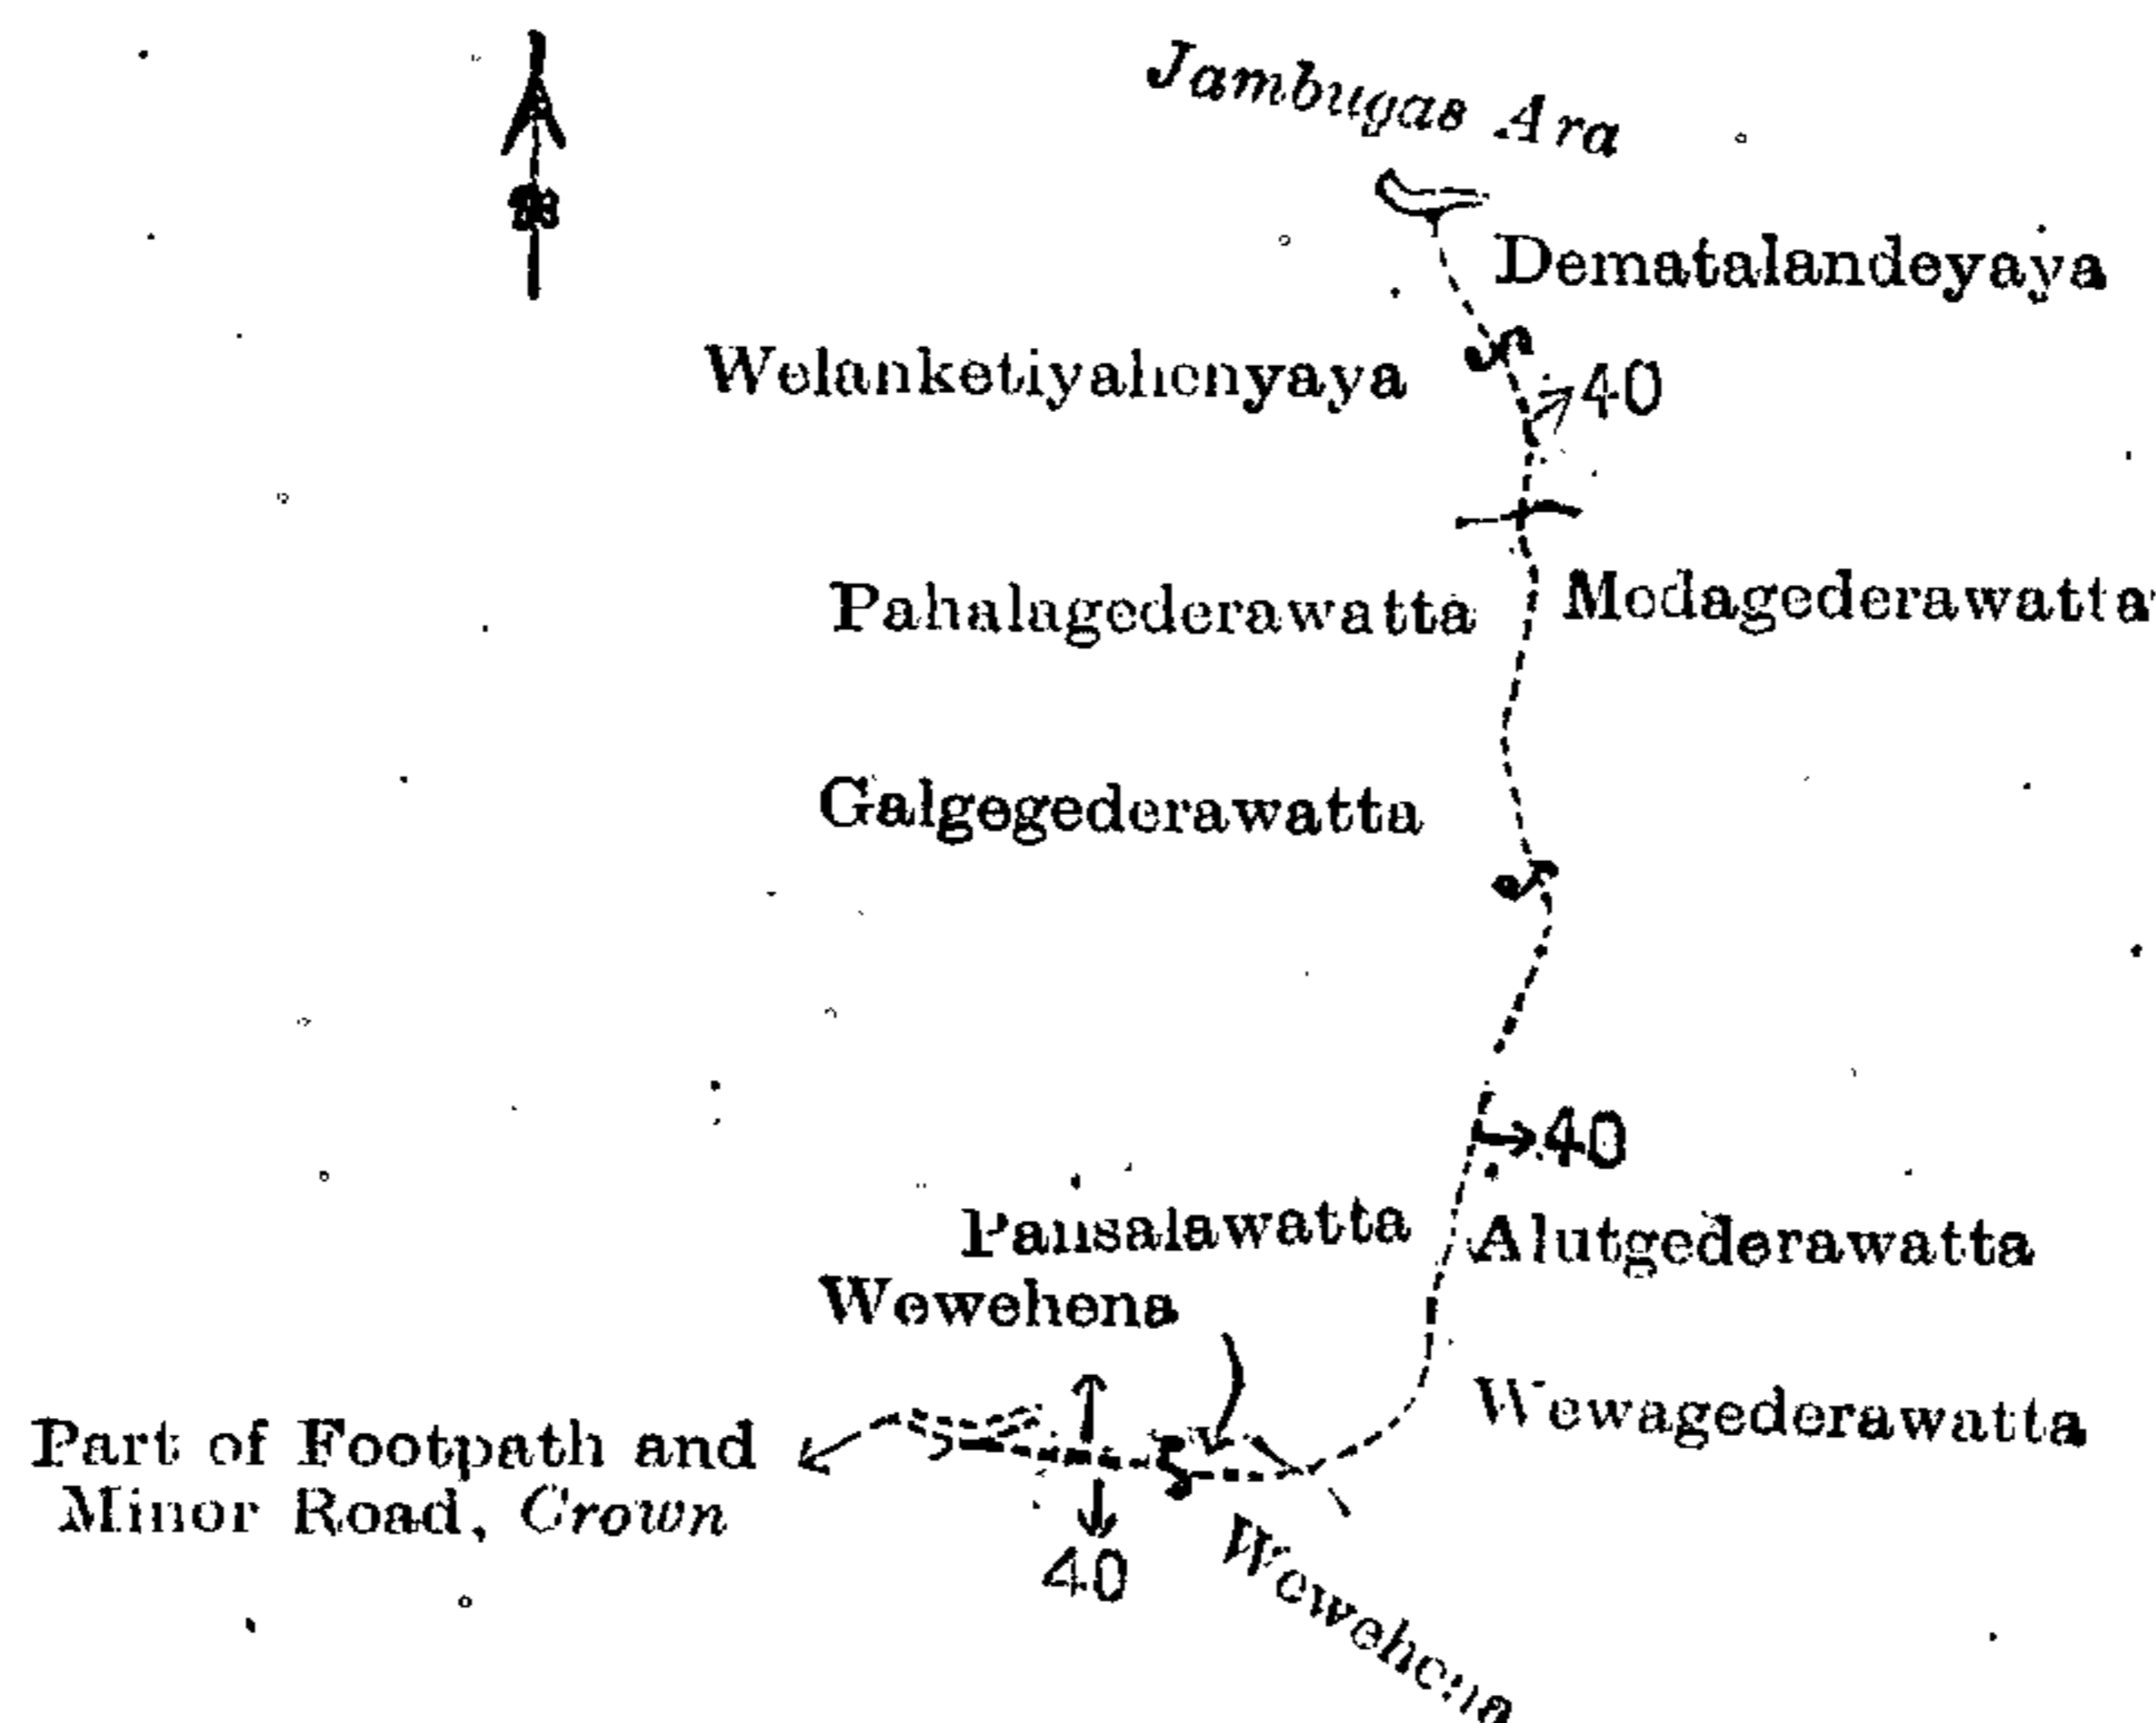 Jambugas Ara
Dematalandeyaya
Welanketiyahenyaya
40
Pahalagederawatta
Modagederawatta
Galgegederawatta
40
Pansalawatta
Alutgederawatta
Wewehena
Wewagederawatta
Part of Footpath and
Minor Road, Crown
40
Wewehena